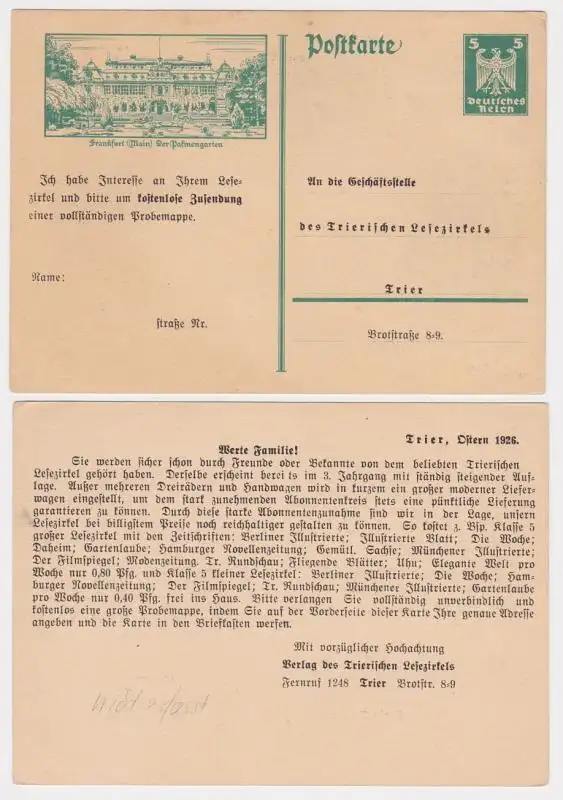 Postkarte
5 5
Deutsches
Reich
Frankfurt (Main) Der Palmengarten
Ich habe Interesse an Ihrem Lese=
zirkel und bitte um kostenlose Zusendung
einer vollständigen Probemappe.
Name:
straße Nr.
An die Geschäftsstelle
des Trierischen Lesezirkels
Trier
Brotstraße 8=9.
Trier, Ostern 1926.
Werte Familie!
Sie werden sicher schon durch Freunde oder Bekannte von dem beliebten Trierischen
Lesezirkel gehört haben. Derselbe erscheint bereits im 3. Jahrgang mit ständig steigender Auf=
lage. Außer mehreren Dreirädern und Handwagen wird in kurzem ein großer moderner Liefer=
wagen eingestellt, um dem stark zunehmenden Abonnentenkreis stets eine pünktliche Lieferung
garantieren zu können. Durch diese starke Abonnentenzunahme sind wir in der Lage, unsern
Lesezirkel bei billigstem Preise noch reichhaltiger gestalten zu können. So kostet z. Bsp. Klasse 5
großer Lesezirkel mit den Zeitschriften: Berliner Illustrierte; Illustrierte Blatt; Die Woche;
Daheim; Gartenlaube; Hamburger Novellenzeitung; Gemütl. Sachse; Münchener Illustrierte;
Der Filmspiegel; Modenzeitung. Tr. Rundschau; Fliegende Blätter; Uhu; Elegante Welt pro
Woche nur 0,80 Pfg. und Klasse 5 kleiner Lesezirkel: Berliner Illustrierte; Die Woche; Ham=
burger Novellenzeitung; Der Filmspiegel; Tr. Rundschau; Münchener Illustrierte; Gartenlaube
pro Woche nur 0,40 Pfg. frei ins Haus. Bitte verlangen Sie vollständig unverbindlich und
kostenlos eine große Probemappe, indem Sie auf der Vorderseite dieser Karte Ihre genaue Adresse
angeben und die Karte in den Briefkasten werfen.
Mit vorzüglicher Hochachtung
Verlag des Trierischen Lesezirkels
Fernruf 1248 Trier Brotstr. 8=9